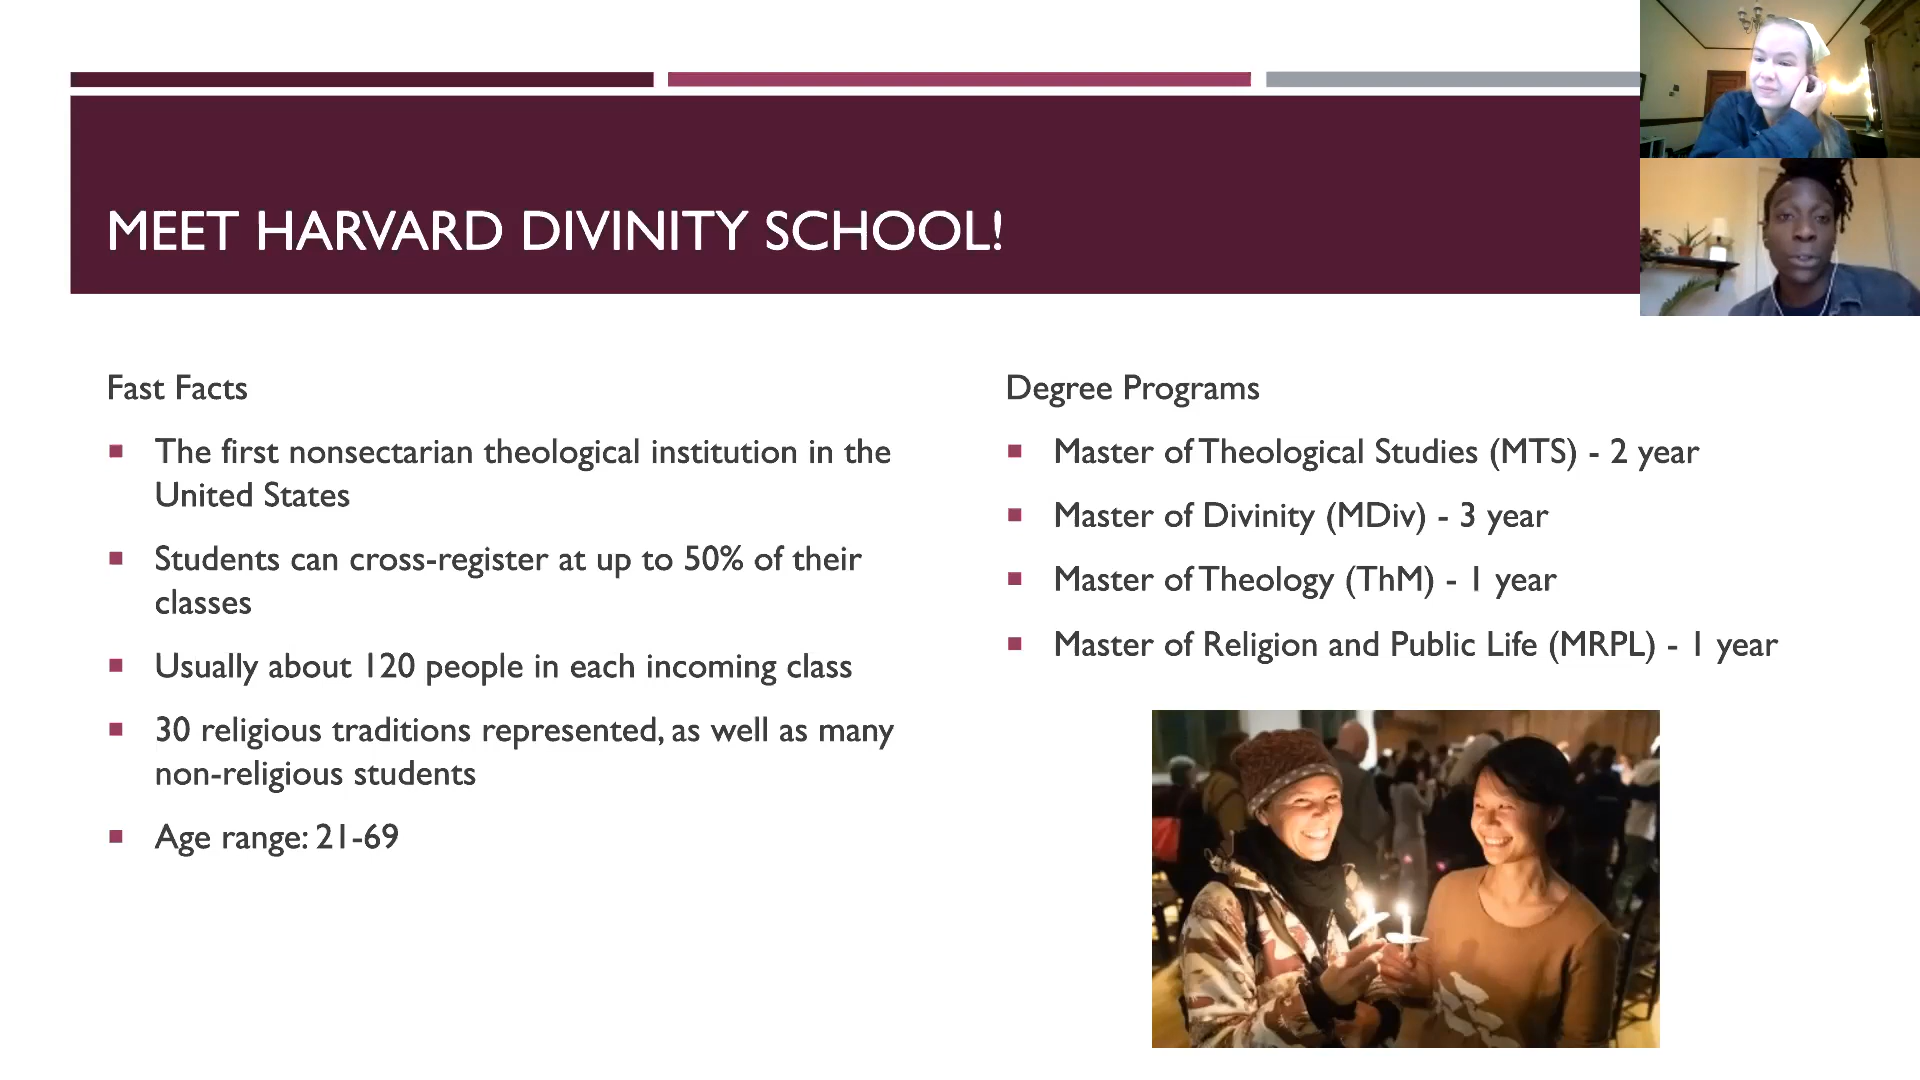 MEET HARVARD DIVINITY SCHOOL!
Fast Facts
The first nonsectarian theological institution in the
United States
Students can cross-register at up to 50% of their
classes
Usually about 120 people in each incoming class
30 religious traditions represented, as well as many
non-religious students
Age range: 21-69
Degree Programs
Master of Theological Studies (MTS) - 2 year
Master of Divinity (MDiv) - 3 year
Master of Theology (ThM) - 1 year
Master of Religion and Public Life (MRPL) - 1 year